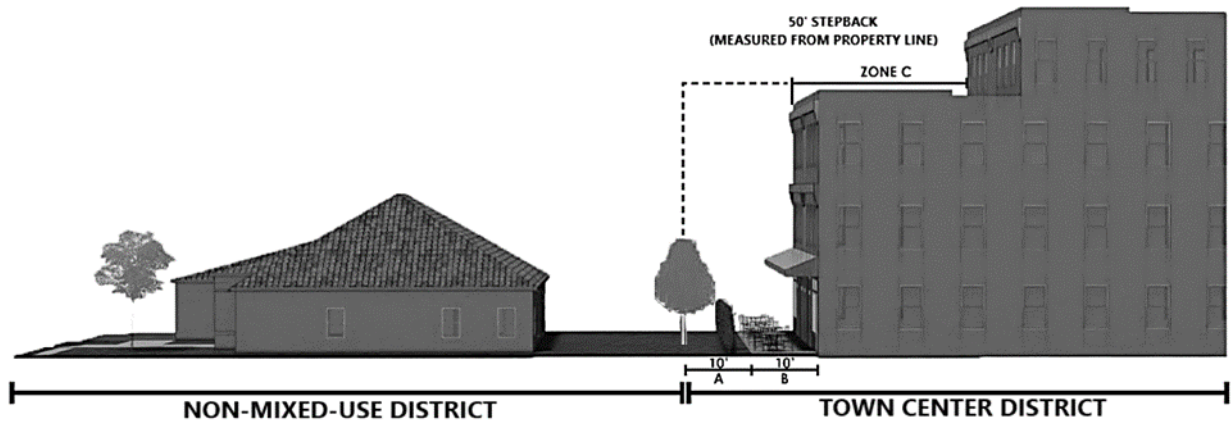 50' STEPBACK
(MEASURED FROM PROPERTY LINE)
ZONE C
10' 10'
A B
NON-MIXED-USE DISTRICT
TOWN CENTER DISTRICT